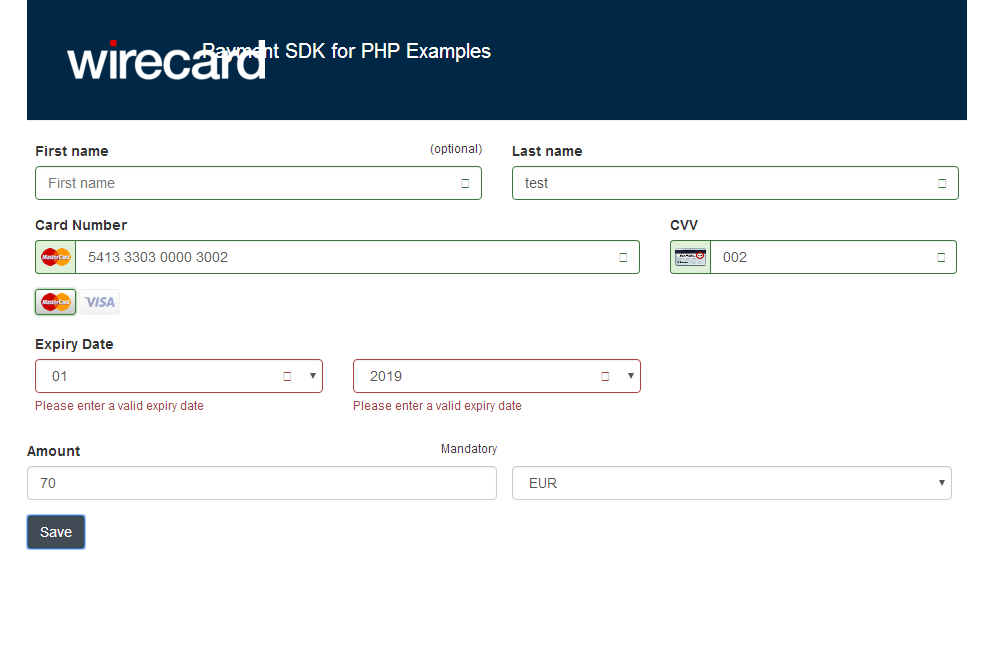 wirecard
Payment SDK for PHP Examples
First name (optional) Last name
First name test
Card Number CVV
MasterCard 5413 3303 0000 3002 002
MasterCard VISA
Expiry Date
01 2019
Please enter a valid expiry date Please enter a valid expiry date
Amount Mandatory
70 EUR
Save